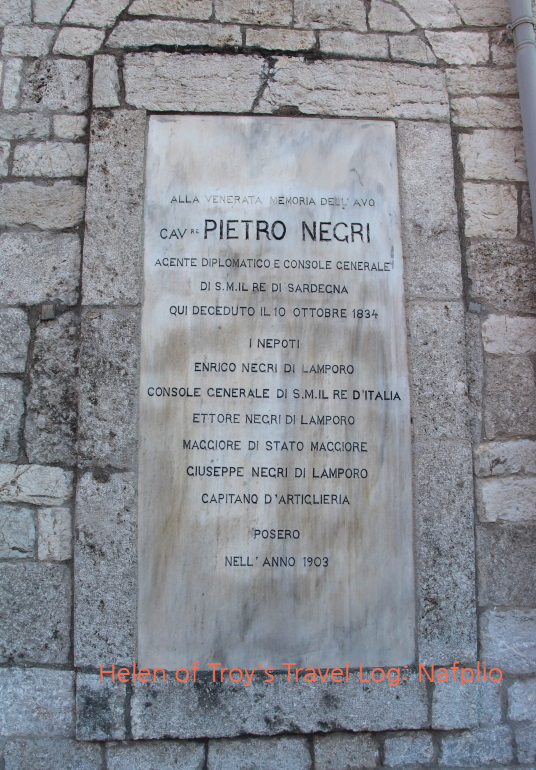 ALLA VENERATA MEMORIA DELL'AVO
CAVRE PIETRO NEGRI
AGENTE DIPLOMATICO E CONSOLE GENERALE
DI S.M.IL RE DI SARDEGNA
QUI DECEDUTO IL 10 OTTOBRE 1834
I NEPOTI
ENRICO NEGRI DI LAMPORO
CONSOLE GENERALE DI S.M.IL RE D'ITALIA
ETTORE NEGRI DI LAMPORO
MAGGIORE DI STATO MAGGIORE
GIUSEPPE NEGRI DI LAMPORO
CAPITANO D'ARTIGLIERIA
POSERO
NELL'ANNO 1903
Helen of Troy's Travel Log: Nafplio